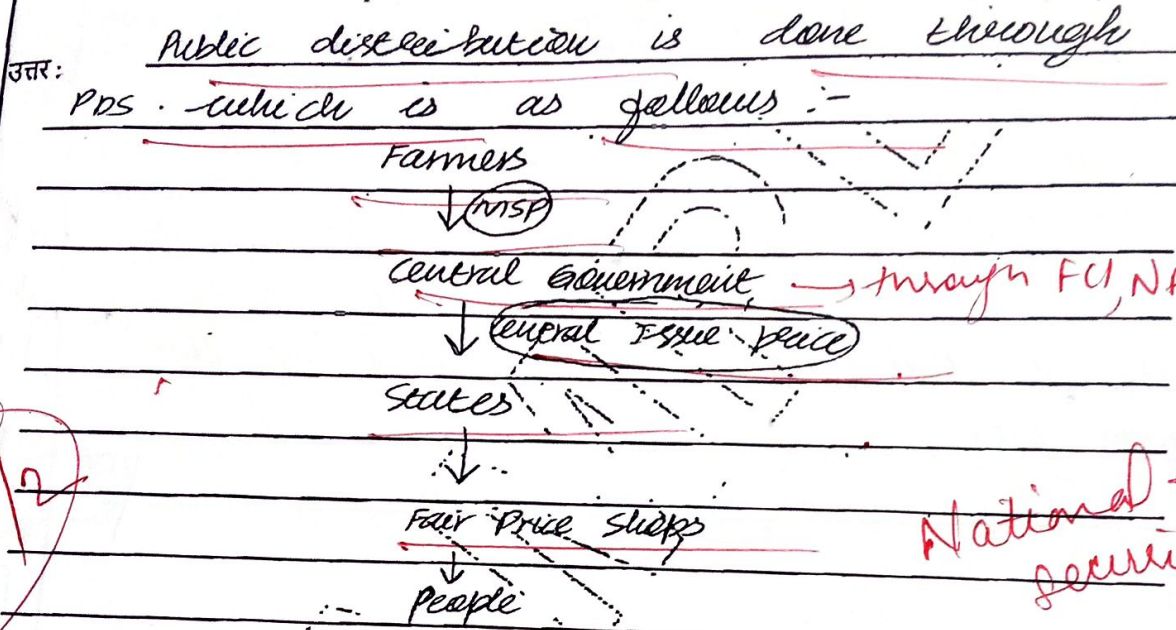 Public distribution is done through
उत्तर:
PDS. which is as follows :-
Farmers
↓ MSP
Central Government → through FCI, NA
↓ Central Issue price
States
↓
2
Fair Price Shops
National
↓
securi
People